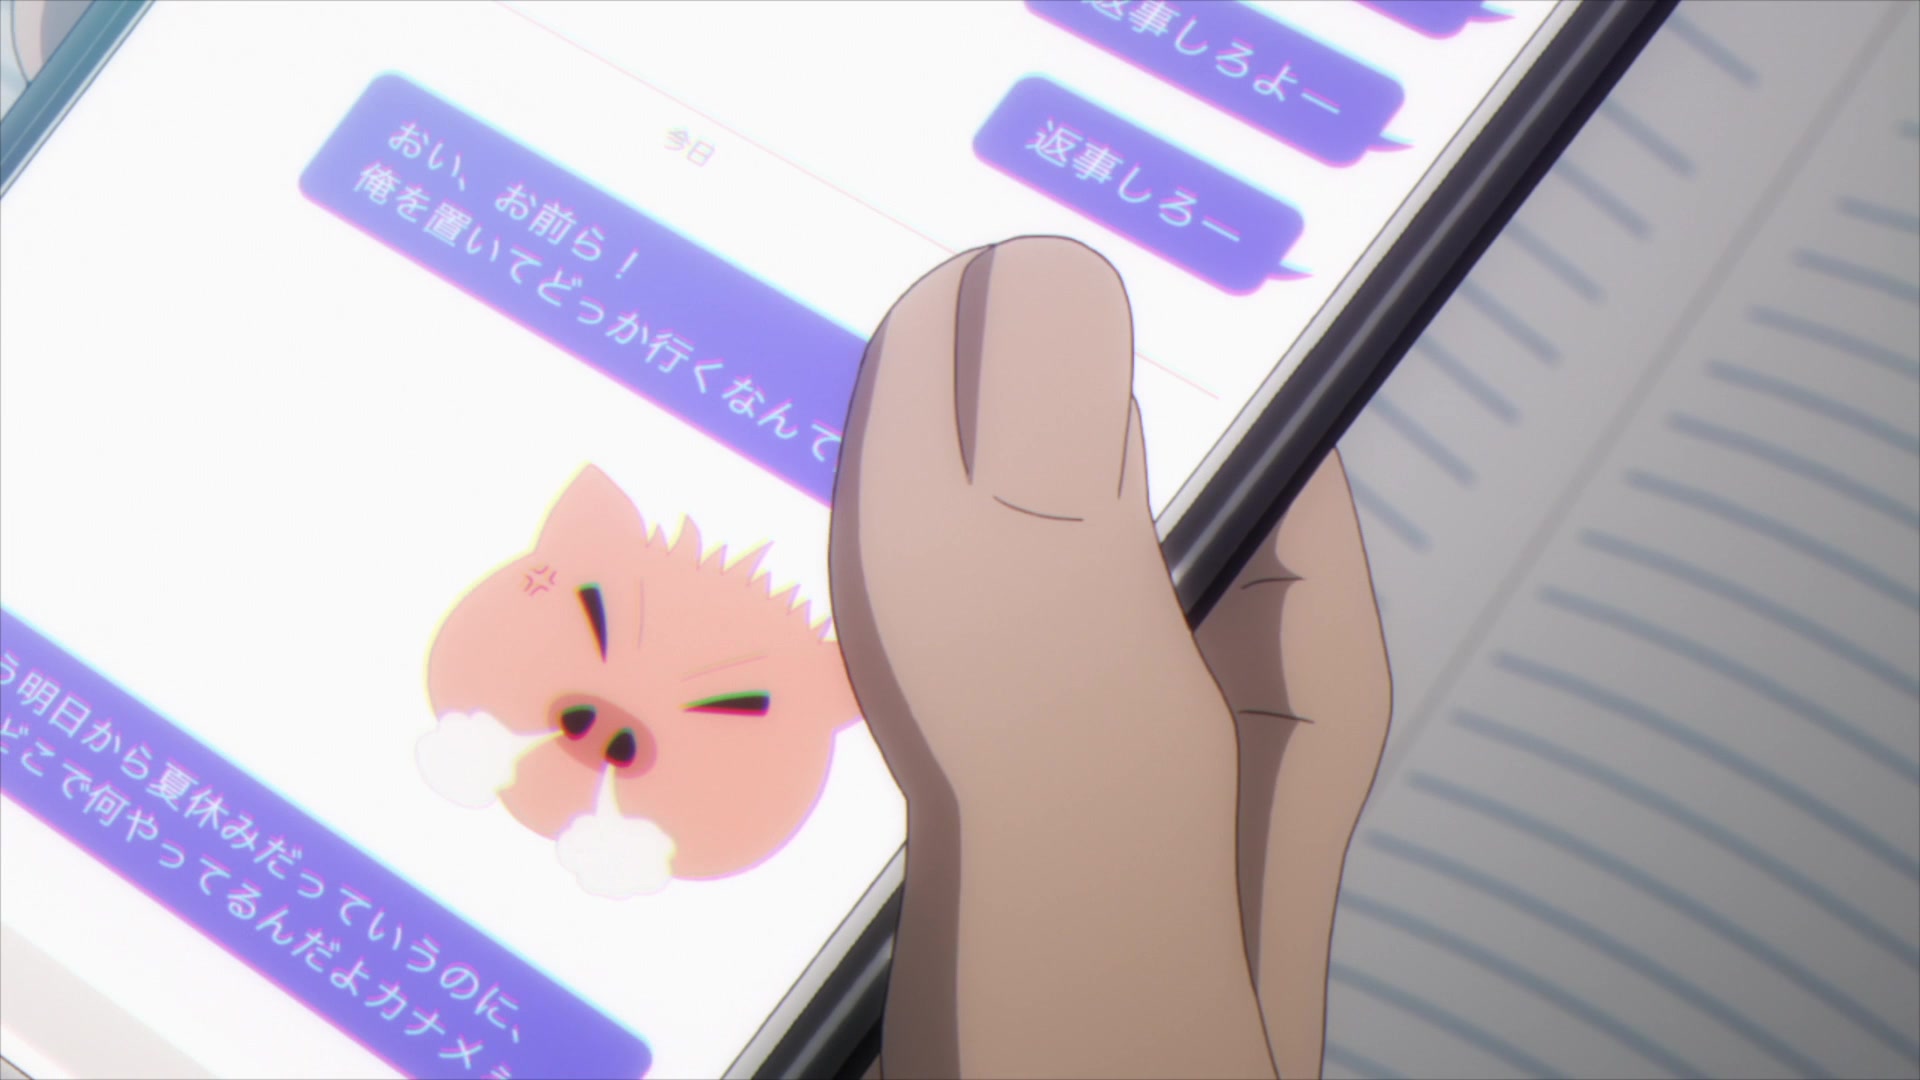 返事しろよー
返事しろー
今日
おい、お前ら！
俺を置いてどっか行くなんて
う明日から夏休みだっていうのに、
どこで何やってるんだよカナメ